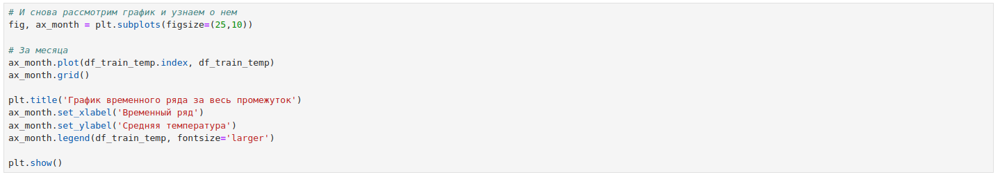 # И снова рассмотрим график и узнаем о нем
fig, ax_month = plt.subplots(figsize=(25,10))
# За месяца
ax_month.plot(df_train_temp.index, df_train_temp)
ax_month.grid()
plt.title('График временного ряда за весь промежуток')
ax_month.set_xlabel('Временный ряд')
ax_month.set_ylabel('Средняя температура')
ax_month.legend(df_train_temp, fontsize='larger')
plt.show()